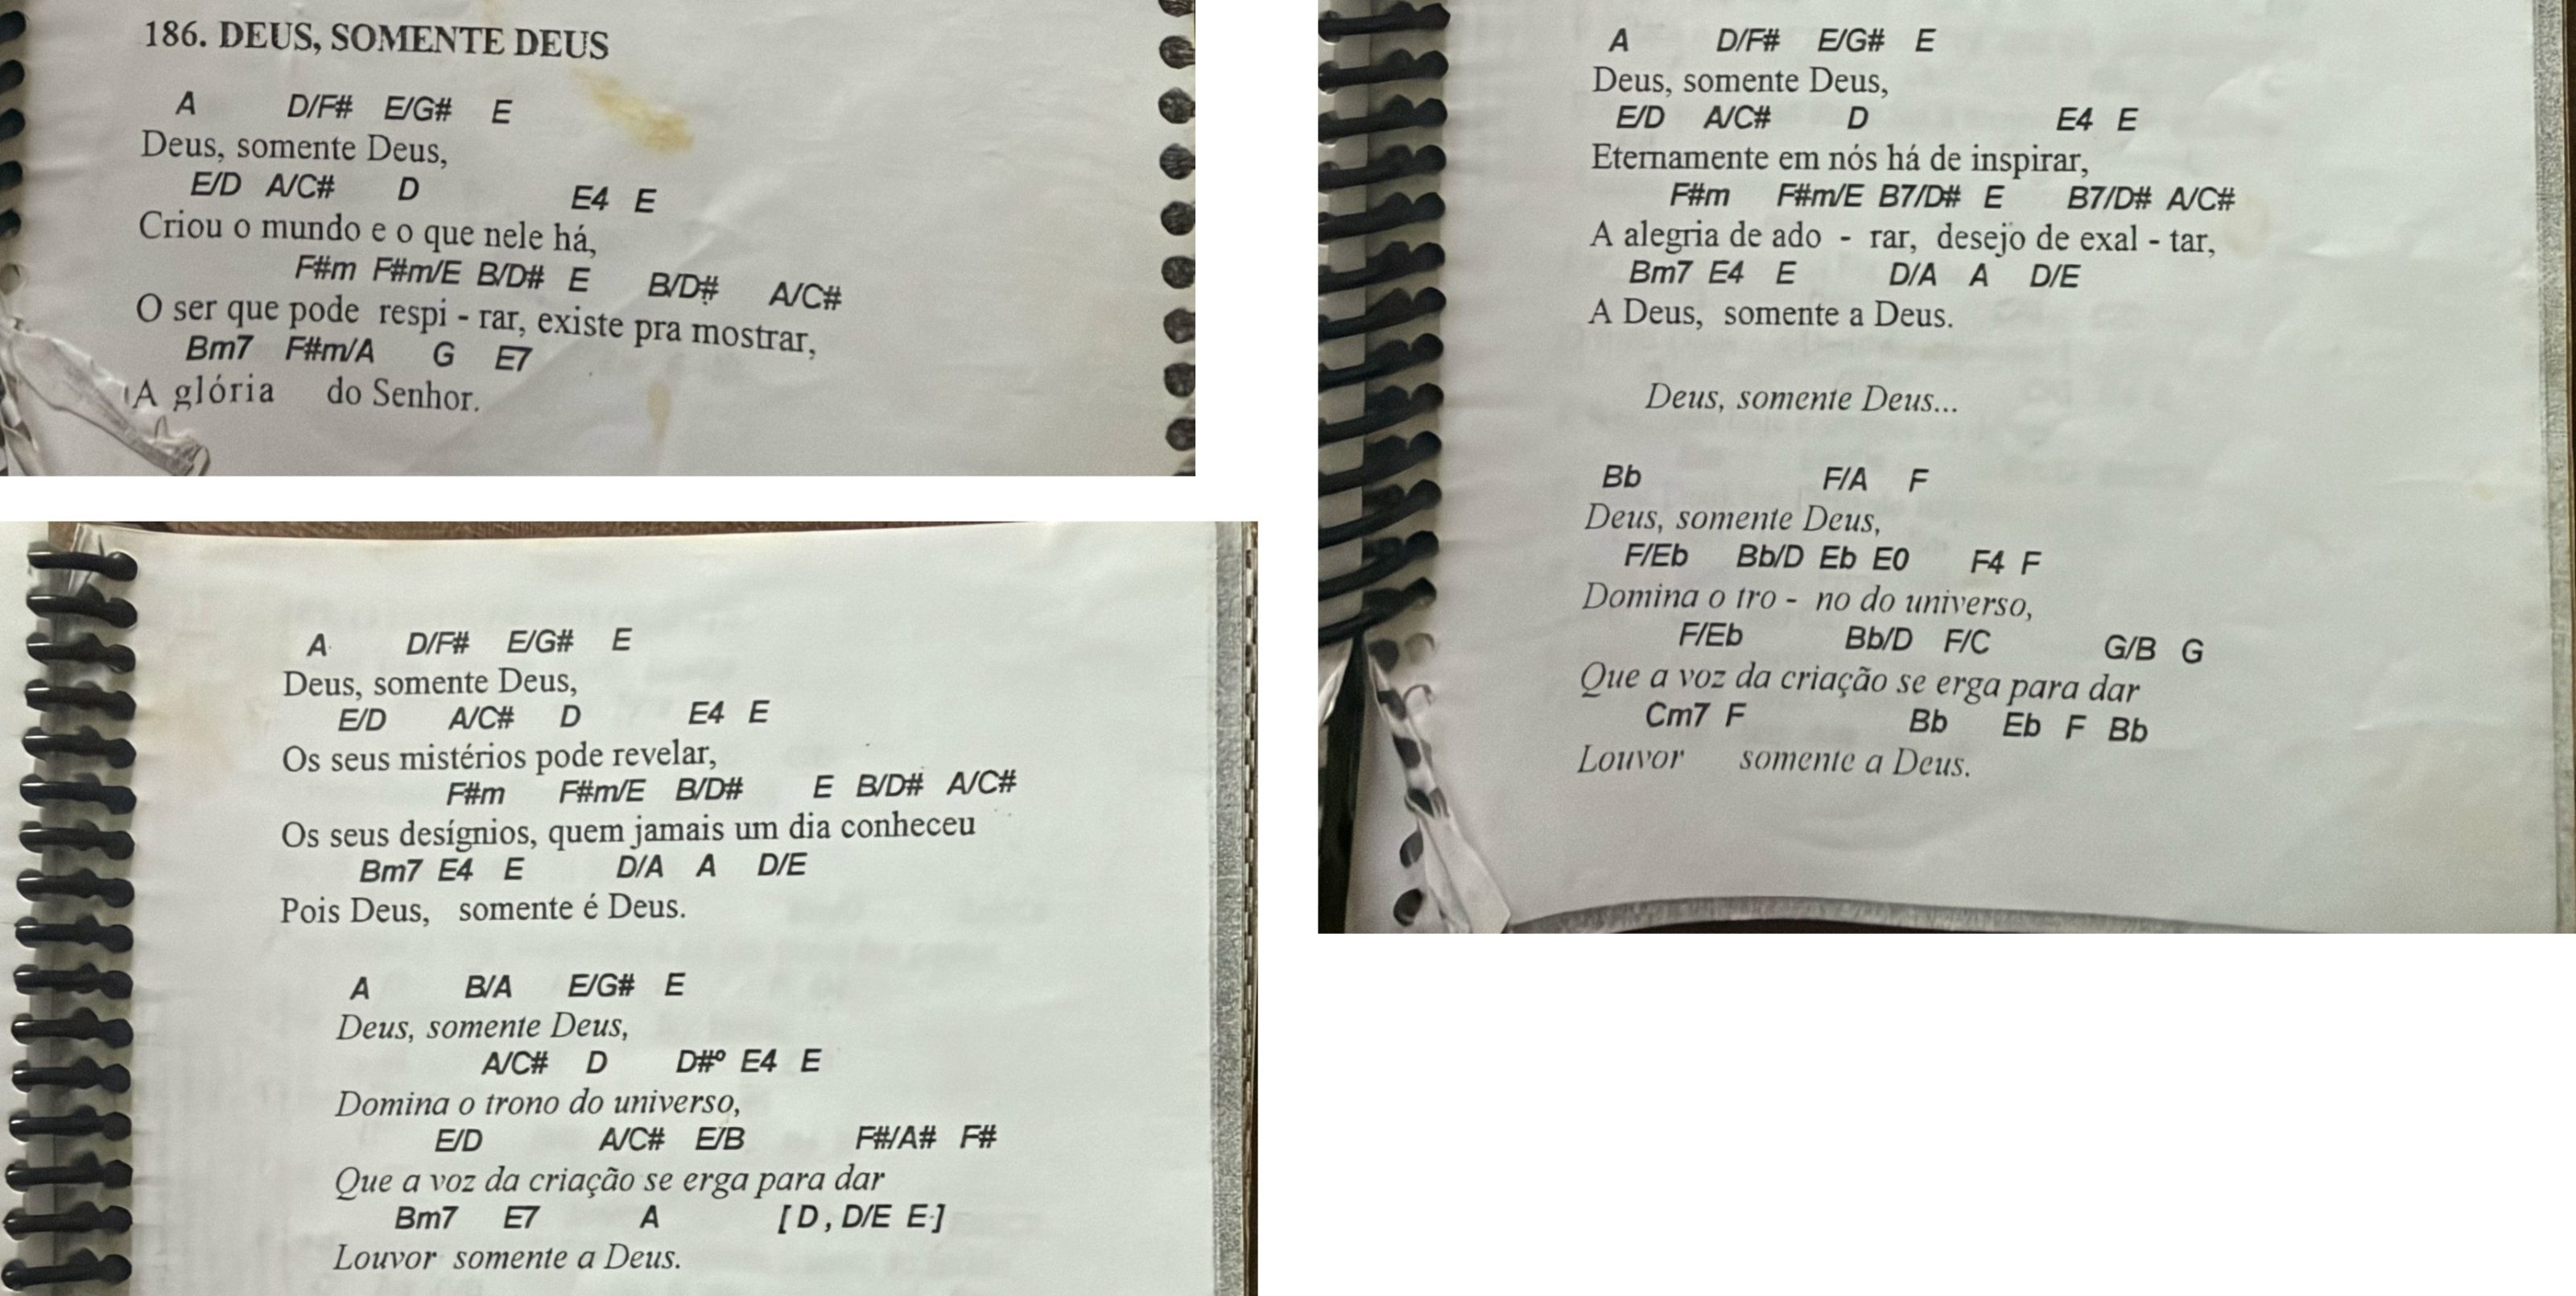 186. DEUS, SOMENTE DEUS
A D/F# E/G# E
Deus, somente Deus,
E/D A/C# D E4 E
Criou o mundo e o que nele há,
F#m F#m/E B/D# E B/D# A/C#
O ser que pode respi - rar, existe pra mostrar,
Bm7 F#m/A G E7
A glória do Senhor.
A D/F# E/G# E
Deus, somente Deus,
E/D A/C# D E4 E
Os seus mistérios pode revelar,
F#m F#m/E B/D# E B/D# A/C#
Os seus desígnios, quem jamais um dia conheceu
Bm7 E4 E D/A A D/E
Pois Deus, somente é Deus.
A B/A E/G# E
Deus, somente Deus,
A/C# D D#º E4 E
Domina o trono do universo,
E/D A/C# E/B F#/A# F#
Que a voz da criação se erga para dar
Bm7 E7 A [ D , D/E E ]
Louvor somente a Deus.
A D/F# E/G# E
Deus, somente Deus,
E/D A/C# D E4 E
Eternamente em nós há de inspirar,
F#m F#m/E B7/D# E B7/D# A/C#
A alegria de ado - rar, desejo de exal - tar,
Bm7 E4 E D/A A D/E
A Deus, somente a Deus.
Deus, somente Deus...
Bb F/A F
Deus, somente Deus,
F/Eb Bb/D Eb E0 F4 F
Domina o tro - no do universo,
F/Eb Bb/D F/C G/B G
Que a voz da criação se erga para dar
Cm7 F Bb Eb F Bb
Louvor somente a Deus.